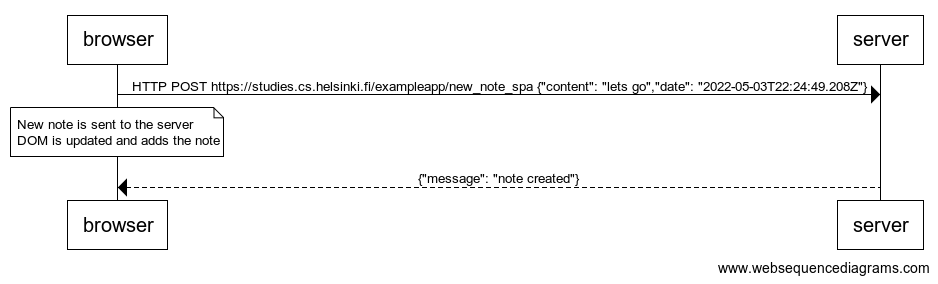 browser
server
HTTP POST https://studies.cs.helsinki.fi/exampleapp/new_note_spa {"content": "lets go","date": "2022-05-03T22:24:49.208Z"}
New note is sent to the server
DOM is updated and adds the note
{"message": "note created"}
browser
server
www.websequencediagrams.com